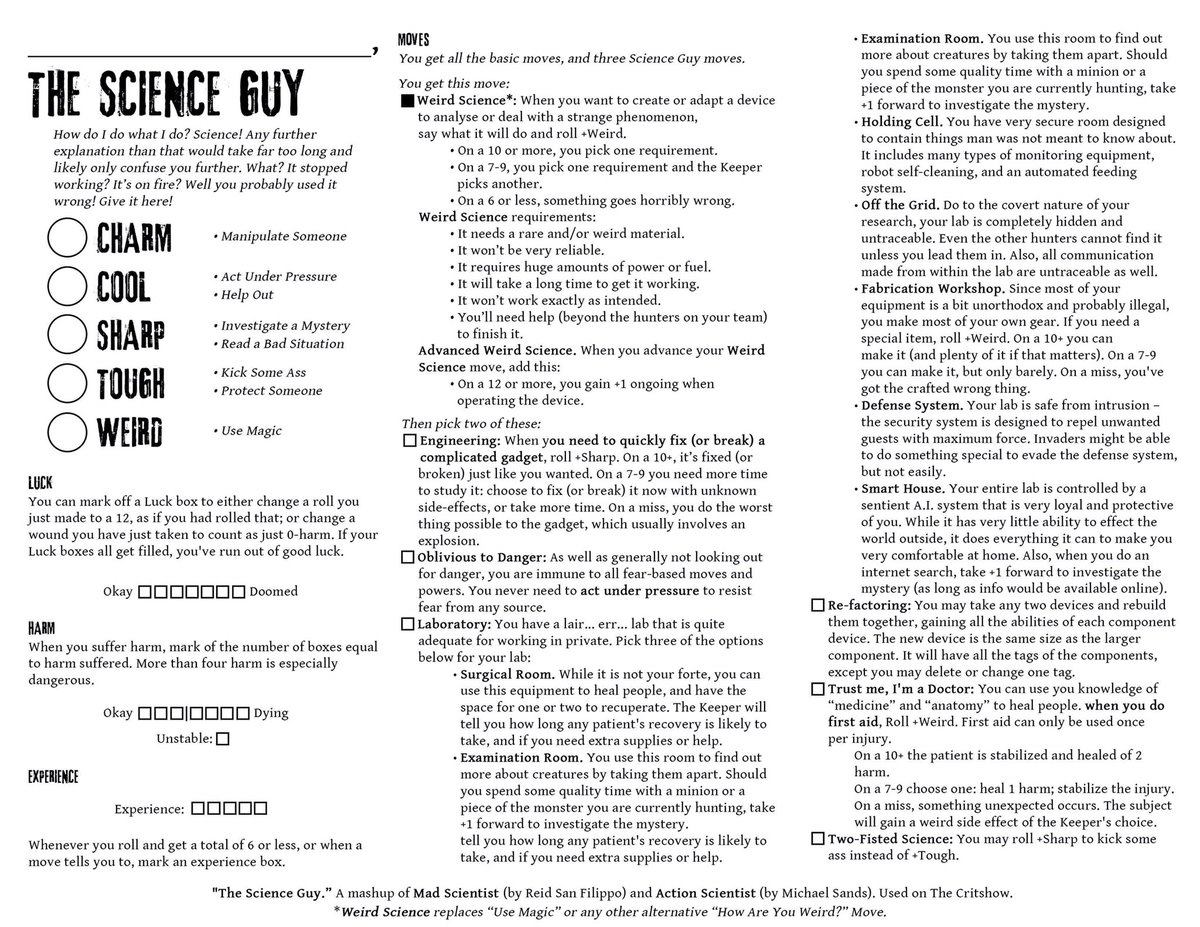 ,
THE SCIENCE GUY
How do I do what I do? Science! Any further
explanation than that would take far too long and
likely only confuse you further. What? It stopped
working? It's on fire? Well you probably used it
wrong! Give it here!
CHARM
• Manipulate Someone
COOL
• Act Under Pressure
• Help Out
SHARP
• Investigate a Mystery
• Read a Bad Situation
TOUGH
• Kick Some Ass
• Protect Someone
WEIRD
• Use Magic
LUCK
You can mark off a Luck box to either change a roll you
just made to a 12, as if you had rolled that; or change a
wound you have just taken to count as just 0-harm. If your
Luck boxes all get filled, you've run out of good luck.
Okay □□□□□□□ Doomed
HARM
When you suffer harm, mark of the number of boxes equal
to harm suffered. More than four harm is especially
dangerous.
Okay □□□|□□□□ Dying
Unstable: □
EXPERIENCE
Experience: □□□□□
Whenever you roll and get a total of 6 or less, or when a
move tells you to, mark an experience box.
MOVES
You get all the basic moves, and three Science Guy moves.
You get this move:
■ Weird Science*: When you want to create or adapt a device
to analyse or deal with a strange phenomenon,
say what it will do and roll +Weird.
• On a 10 or more, you pick one requirement.
• On a 7-9, you pick one requirement and the Keeper
picks another.
• On a 6 or less, something goes horribly wrong.
Weird Science requirements:
• It needs a rare and/or weird material.
• It won't be very reliable.
• It requires huge amounts of power or fuel.
• It will take a long time to get it working.
• It won't work exactly as intended.
• You'll need help (beyond the hunters on your team)
to finish it.
Advanced Weird Science. When you advance your Weird
Science move, add this:
• On a 12 or more, you gain +1 ongoing when
operating the device.
Then pick two of these:
□ Engineering: When you need to quickly fix (or break) a
complicated gadget, roll +Sharp. On a 10+, it's fixed (or
broken) just like you wanted. On a 7-9 you need more time
to study it: choose to fix (or break) it now with unknown
side-effects, or take more time. On a miss, you do the worst
thing possible to the gadget, which usually involves an
explosion.
□ Oblivious to Danger: As well as generally not looking out
for danger, you are immune to all fear-based moves and
powers. You never need to act under pressure to resist
fear from any source.
□ Laboratory: You have a lair... err... lab that is quite
adequate for working in private. Pick three of the options
below for your lab:
• Surgical Room. While it is not your forte, you can
use this equipment to heal people, and have the
space for one or two to recuperate. The Keeper will
tell you how long any patient's recovery is likely to
take, and if you need extra supplies or help.
• Examination Room. You use this room to find out
more about creatures by taking them apart. Should
you spend some quality time with a minion or a
piece of the monster you are currently hunting, take
+1 forward to investigate the mystery.
tell you how long any patient's recovery is likely to
take, and if you need extra supplies or help.
• Examination Room. You use this room to find out
more about creatures by taking them apart. Should
you spend some quality time with a minion or a
piece of the monster you are currently hunting, take
+1 forward to investigate the mystery.
• Holding Cell. You have very secure room designed
to contain things man was not meant to know about.
It includes many types of monitoring equipment,
robot self-cleaning, and an automated feeding
system.
• Off the Grid. Do to the covert nature of your
research, your lab is completely hidden and
untraceable. Even the other hunters cannot find it
unless you lead them in. Also, all communication
made from within the lab are untraceable as well.
• Fabrication Workshop. Since most of your
equipment is a bit unorthodox and probably illegal,
you make most of your own gear. If you need a
special item, roll +Weird. On a 10+ you can
make it (and plenty of it if that matters). On a 7-9
you can make it, but only barely. On a miss, you've
got the crafted wrong thing.
• Defense System. Your lab is safe from intrusion –
the security system is designed to repel unwanted
guests with maximum force. Invaders might be able
to do something special to evade the defense system,
but not easily.
• Smart House. Your entire lab is controlled by a
sentient A.I. system that is very loyal and protective
of you. While it has very little ability to effect the
world outside, it does everything it can to make you
very comfortable at home. Also, when you do an
internet search, take +1 forward to investigate the
mystery (as long as info would be available online).
□ Re-factoring: You may take any two devices and rebuild
them together, gaining all the abilities of each component
device. The new device is the same size as the larger
component. It will have all the tags of the components,
except you may delete or change one tag.
□ Trust me, I'm a Doctor: You can use you knowledge of
“medicine” and “anatomy” to heal people. when you do
first aid, Roll +Weird. First aid can only be used once
per injury.
On a 10+ the patient is stabilized and healed of 2
harm.
On a 7-9 choose one: heal 1 harm; stabilize the injury.
On a miss, something unexpected occurs. The subject
will gain a weird side effect of the Keeper's choice.
□ Two-Fisted Science: You may roll +Sharp to kick some
ass instead of +Tough.
"The Science Guy.” A mashup of Mad Scientist (by Reid San Filippo) and Action Scientist (by Michael Sands). Used on The Critshow.
*Weird Science replaces “Use Magic” or any other alternative “How Are You Weird?” Move.